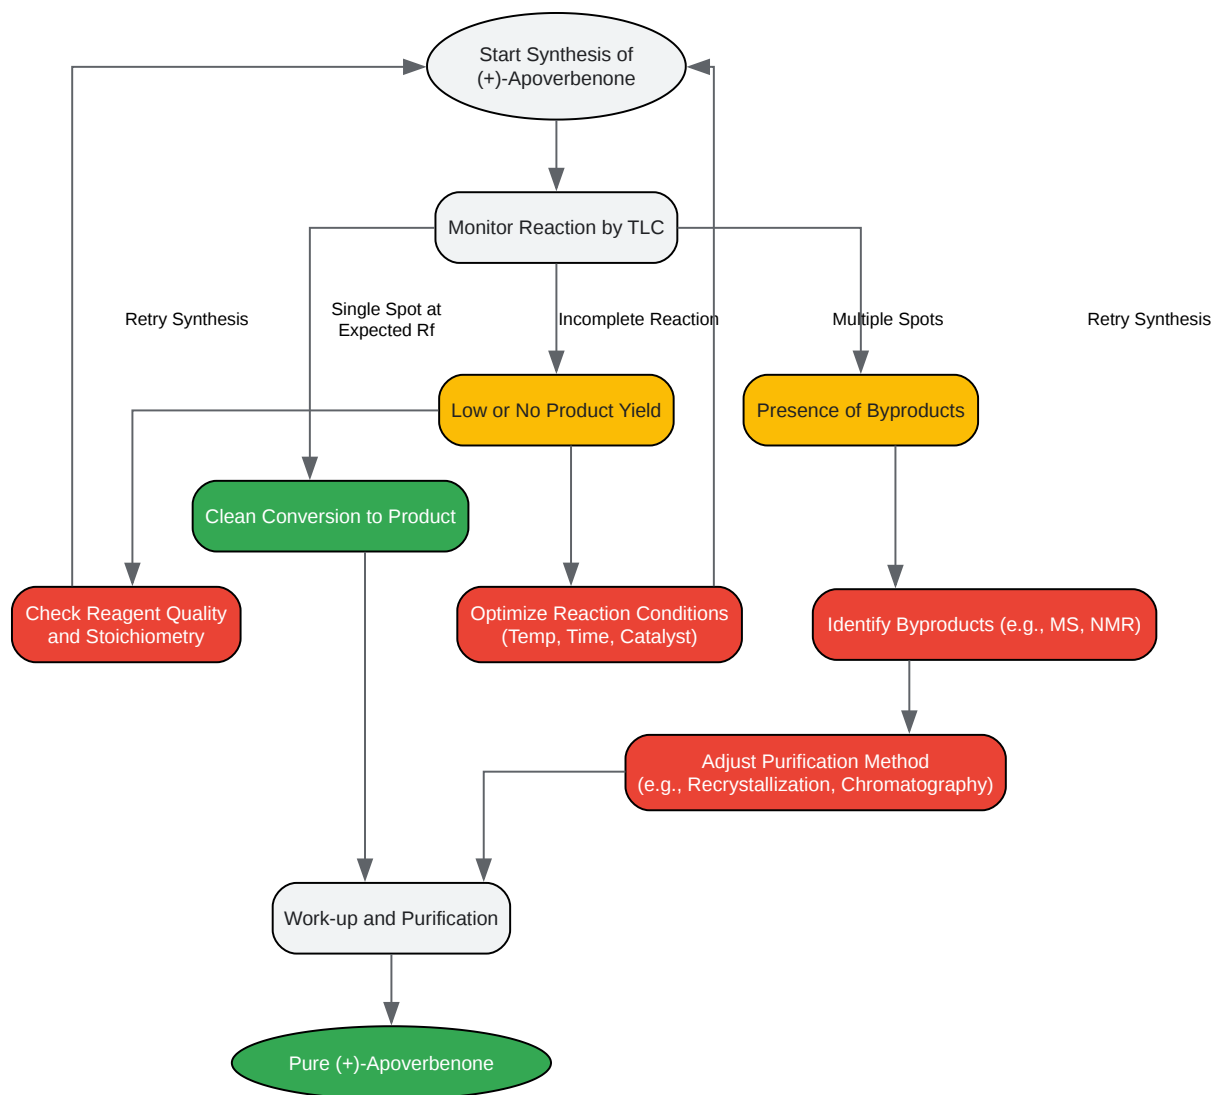 Start Synthesis of
(+)-Apoverbenone
Monitor Reaction by TLC
Retry Synthesis
Single Spot at
Expected Rf
Incomplete Reaction
Multiple Spots
Retry Synthesis
Low or No Product Yield
Presence of Byproducts
Clean Conversion to Product
Check Reagent Quality
and Stoichiometry
Optimize Reaction Conditions
(Temp, Time, Catalyst)
Identify Byproducts (e.g., MS, NMR)
Adjust Purification Method
(e.g., Recrystallization, Chromatography)
Work-up and Purification
Pure (+)-Apoverbenone